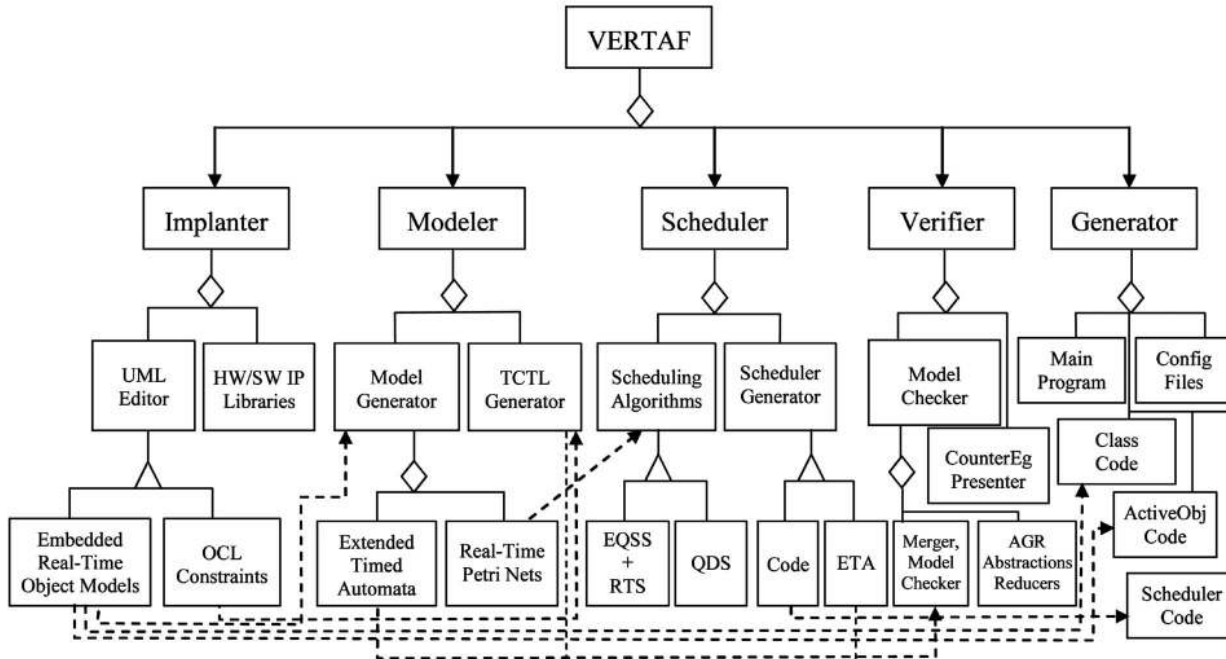 VERTAF
Implanter
Modeler
Scheduler
Verifier
Generator
UML
Editor
HW/SW IP
Libraries
Model
Generator
TCTL
Generator
Scheduling
Algorithms
Scheduler
Generator
Model
Checker
CounterEg
Presenter
Main
Program
Config
Files
Class
Code
ActiveObj
Code
Scheduler
Code
Embedded
Real-Time
Object Models
OCL
Constraints
Extended
Timed
Automata
Real-Time
Petri Nets
EQSS
+
RTS
QDS
Code
ETA
Merger,
Model
Checker
AGR
Abstractions
Reducers